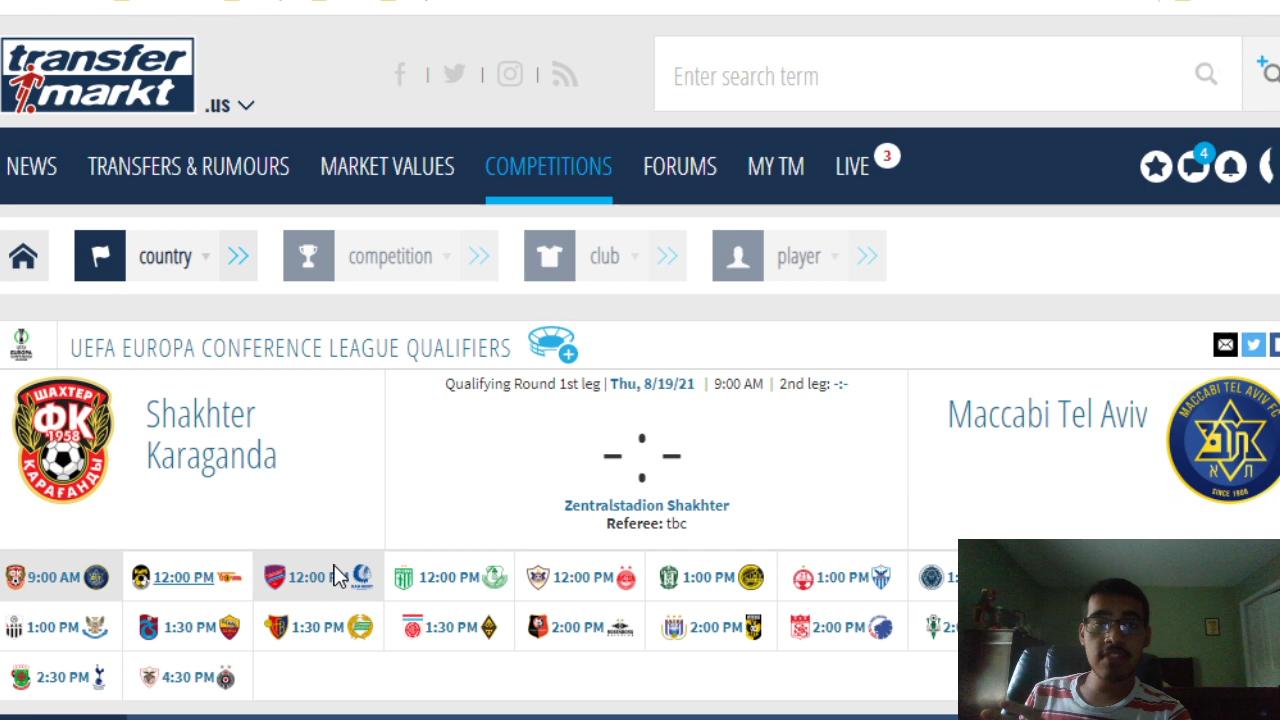 transfer
markt
.us
Enter search term
NEWS TRANSFERS & RUMOURS MARKET VALUES COMPETITIONS FORUMS MY TM LIVE 3 4
country competition club player
UEFA EUROPA CONFERENCE LEAGUE QUALIFIERS
Qualifying Round 1st leg | Thu, 8/19/21 | 9:00 AM | 2nd leg: -:-
ШАХТЕР
ФК
1958
КАРАҒАНДЫ
Shakhter
Karaganda
- : -
Zentralstadion Shakhter
Referee: tbc
Maccabi Tel Aviv
MACCABI TEL AVIV FC
SINCE 1906
9:00 AM 12:00 PM 12:00 12:00 PM 12:00 PM 1:00 PM 1:00 PM
1:00 PM 1:30 PM 1:30 PM 1:30 PM 2:00 PM 2:00 PM 2:00 PM
2:30 PM 4:30 PM